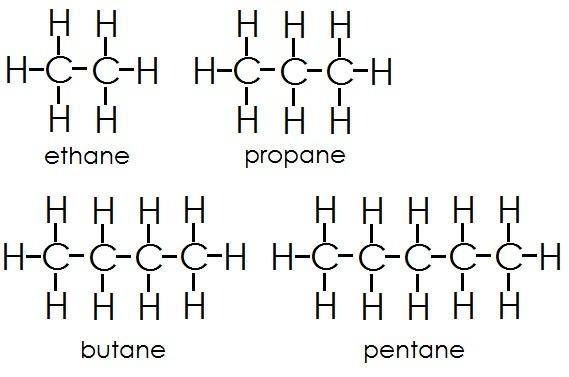 H H H H H
H-C-C-H H-C-C-C-H
H H H H H
ethane propane
H H H H H H H H H
H-C-C-C-C-H H-C-C-C-C-C-H
H H H H H H H H H
butane pentane